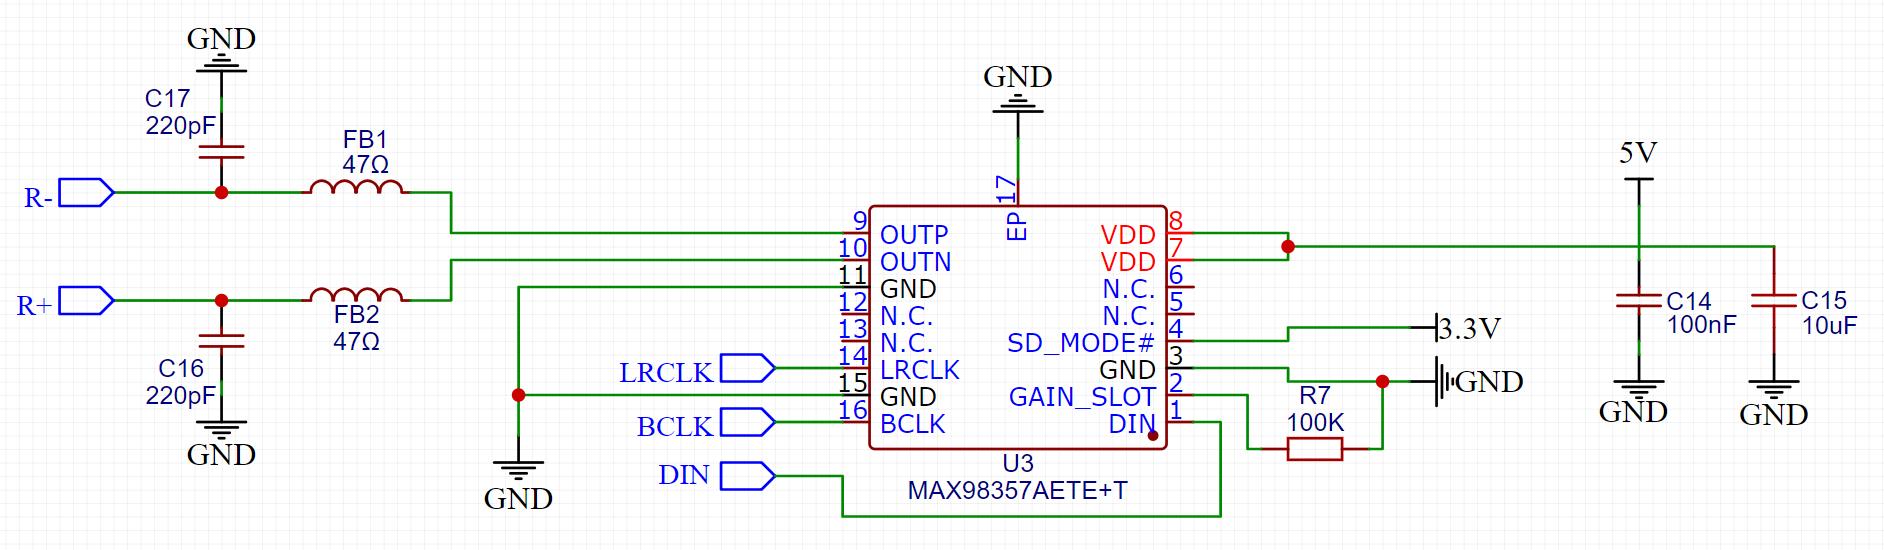 GND
C17
220pF
FB1
47Ω
R-
R+
FB2
47Ω
C16
220pF
GND
GND
17
EP
9
OUTP
10
OUTN
11
GND
12
N.C.
13
N.C.
14
LRCLK
15
GND
16
BCLK
8
VDD
7
VDD
6
N.C.
5
N.C.
4
SD_MODE#
3
GND
2
GAIN_SLOT
1
DIN
U3
MAX98357AETE+T
LRCLK
BCLK
DIN
GND
3.3V
GND
R7
100K
5V
C14
100nF
GND
C15
10uF
GND